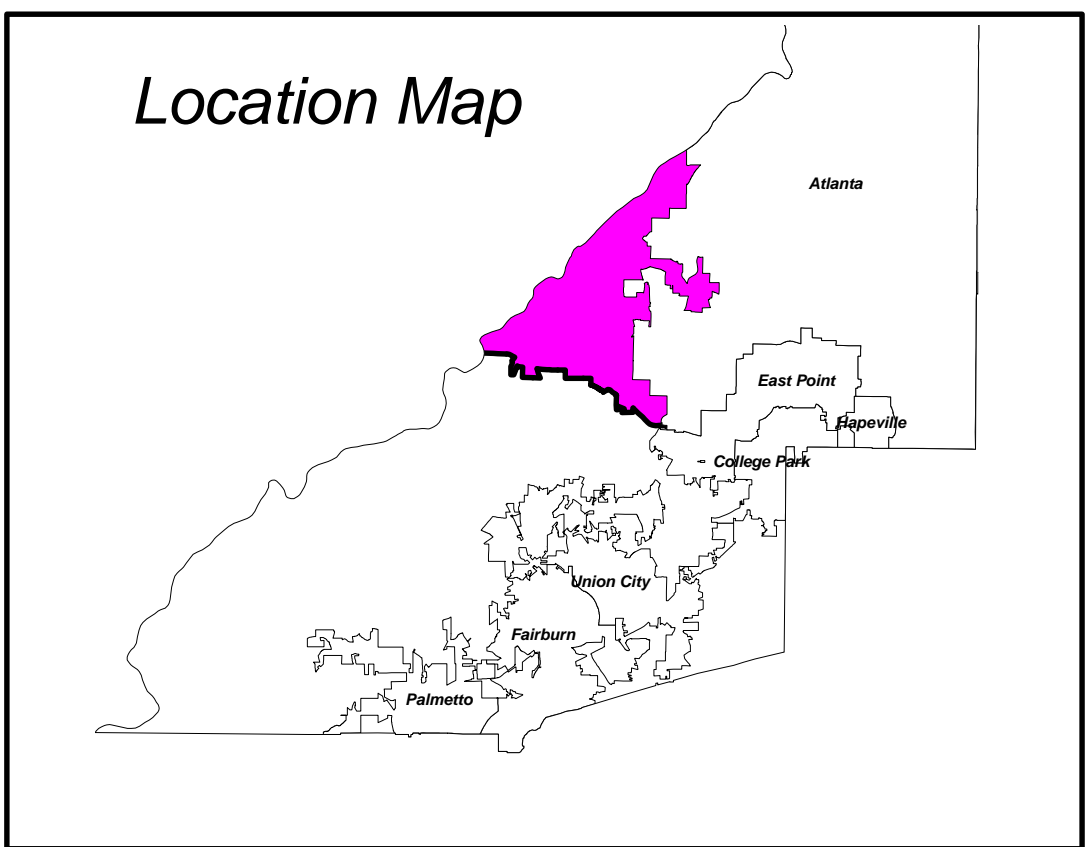 Location Map
Atlanta
East Point
Hapeville
College Park
Union City
Fairburn
Palmetto